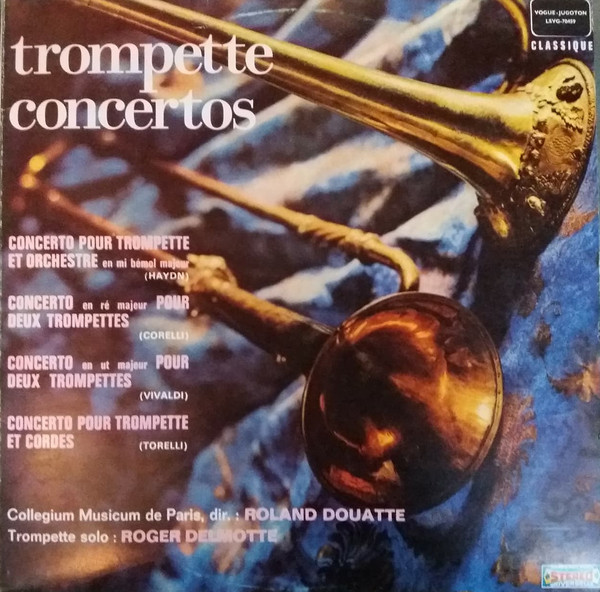 trompette
concertos
VOGUE-JUGOTON
LSVG-70459
CLASSIQUE
CONCERTO POUR TROMPETTE
ET ORCHESTRE en mi bémol majeur
(HAYDN)
CONCERTO en ré majeur POUR
DEUX TROMPETTES
(CORELLI)
CONCERTO en ut majeur POUR
DEUX TROMPETTES
(VIVALDI)
CONCERTO POUR TROMPETTE
ET CORDES (TORELLI)
Collegium Musicum de Paris, dir. : ROLAND DOUATTE
Trompette solo : ROGER DELMOTTE
STEREO